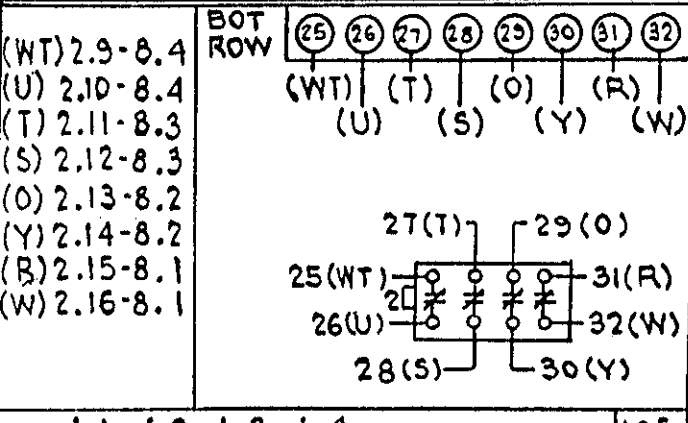 (WT) 2.9-8.4
(U) 2.10-8.4
(T) 2.11-8.3
(S) 2.12-8.3
(O) 2.13-8.2
(Y) 2.14-8.2
(R) 2.15-8.1
(W) 2.16-8.1
BOT
ROW
25 26 27 28 29 30 31 32
(WT) (T) (O) (R)
(U) (S) (Y) (W)
27(T) 29(O)
25(WT) 31(R)
2
26(U) 32(W)
28(S) 30(Y)